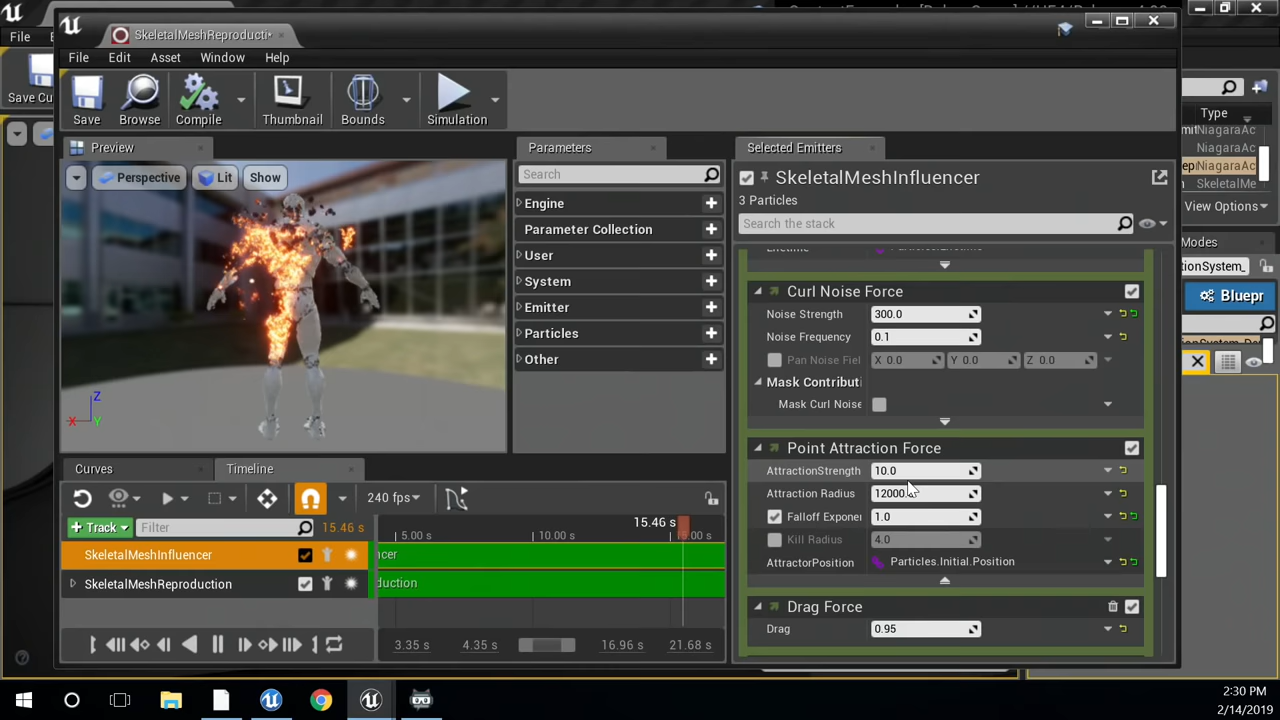 File
Save Cu
SkeletalMeshReproducti*
File Edit Asset Window Help
Save Browse Compile Thumbnail Bounds Simulation
Preview
Perspective Lit Show
Z
X Y
Parameters
Search
Engine
Parameter Collection
User
System
Emitter
Particles
Other
Selected Emitters
SkeletalMeshInfluencer
3 Particles
Search the stack
Curl Noise Force
Noise Strength 300.0
Noise Frequency 0.1
Pan Noise Fiel X 0.0 Y 0.0 Z 0.0
Mask Contributi
Mask Curl Noise
Point Attraction Force
AttractionStrength 10.0
Attraction Radius 12000.
Falloff Expone 1.0
Kill Radius 4.0
AttractorPosition Particles.Initial.Position
Drag Force
Drag 0.95
Curves Timeline
240 fps
Track Filter 15.46 s
15.46 s
5.00 s 10.00 s
SkeletalMeshInfluencer
ncer
SkeletalMeshReproduction
duction
3.35 s 4.35 s 16.96 s 21.68 s
Type
NiagaraAc
NiagaraAc
NiagaraAc
SkeletalMe
View Options
Modes
ionSystem_
Bluepr
2:30 PM
2/14/2019